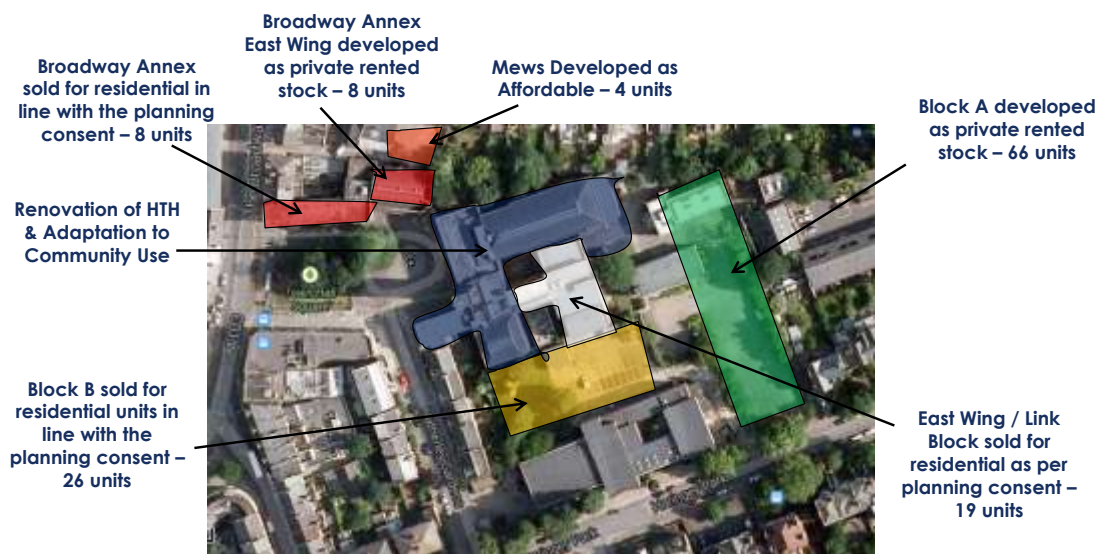 Broadway Annex
East Wing developed
as private rented
stock – 8 units
Broadway Annex
sold for residential in
line with the planning
consent – 8 units
Mews Developed as
Affordable – 4 units
Block A developed
as private rented
stock – 66 units
Renovation of HTH
& Adaptation to
Community Use
Block B sold for
residential units in
line with the
planning consent –
26 units
East Wing / Link
Block sold for
residential as per
planning consent –
19 units